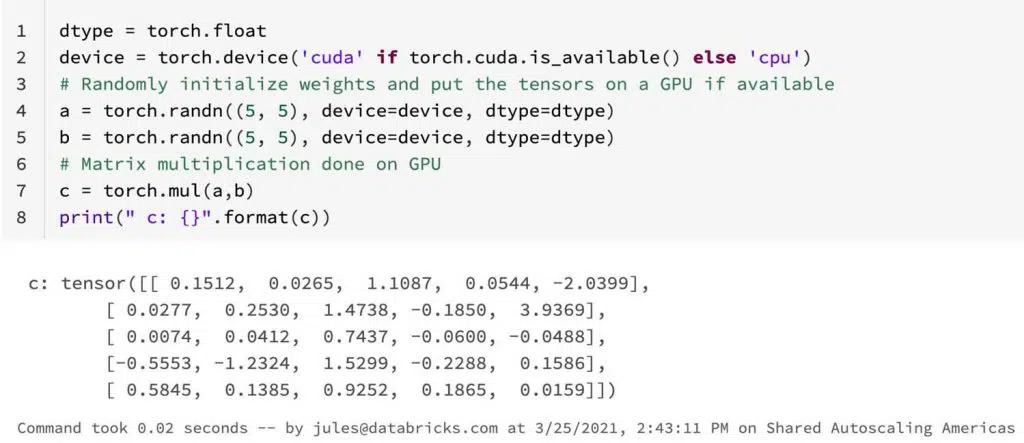 1 dtype = torch.float
2 device = torch.device('cuda' if torch.cuda.is_available() else 'cpu')
3 # Randomly initialize weights and put the tensors on a GPU if available
4 a = torch.randn((5, 5), device=device, dtype=dtype)
5 b = torch.randn((5, 5), device=device, dtype=dtype)
6 # Matrix multiplication done on GPU
7 c = torch.mul(a,b)
8 print(" c: {}".format(c))
c: tensor([[ 0.1512,  0.0265,  1.1087,  0.0544, -2.0399],
[ 0.0277,  0.2530,  1.4738, -0.1850,  3.9369],
[ 0.0074,  0.0412,  0.7437, -0.0600, -0.0488],
[-0.5553, -1.2324,  1.5299, -0.2288,  0.1586],
[ 0.5845,  0.1385,  0.9252,  0.1865,  0.0159]])
Command took 0.02 seconds -- by jules@databricks.com at 3/25/2021, 2:43:11 PM on Shared Autoscaling Americas